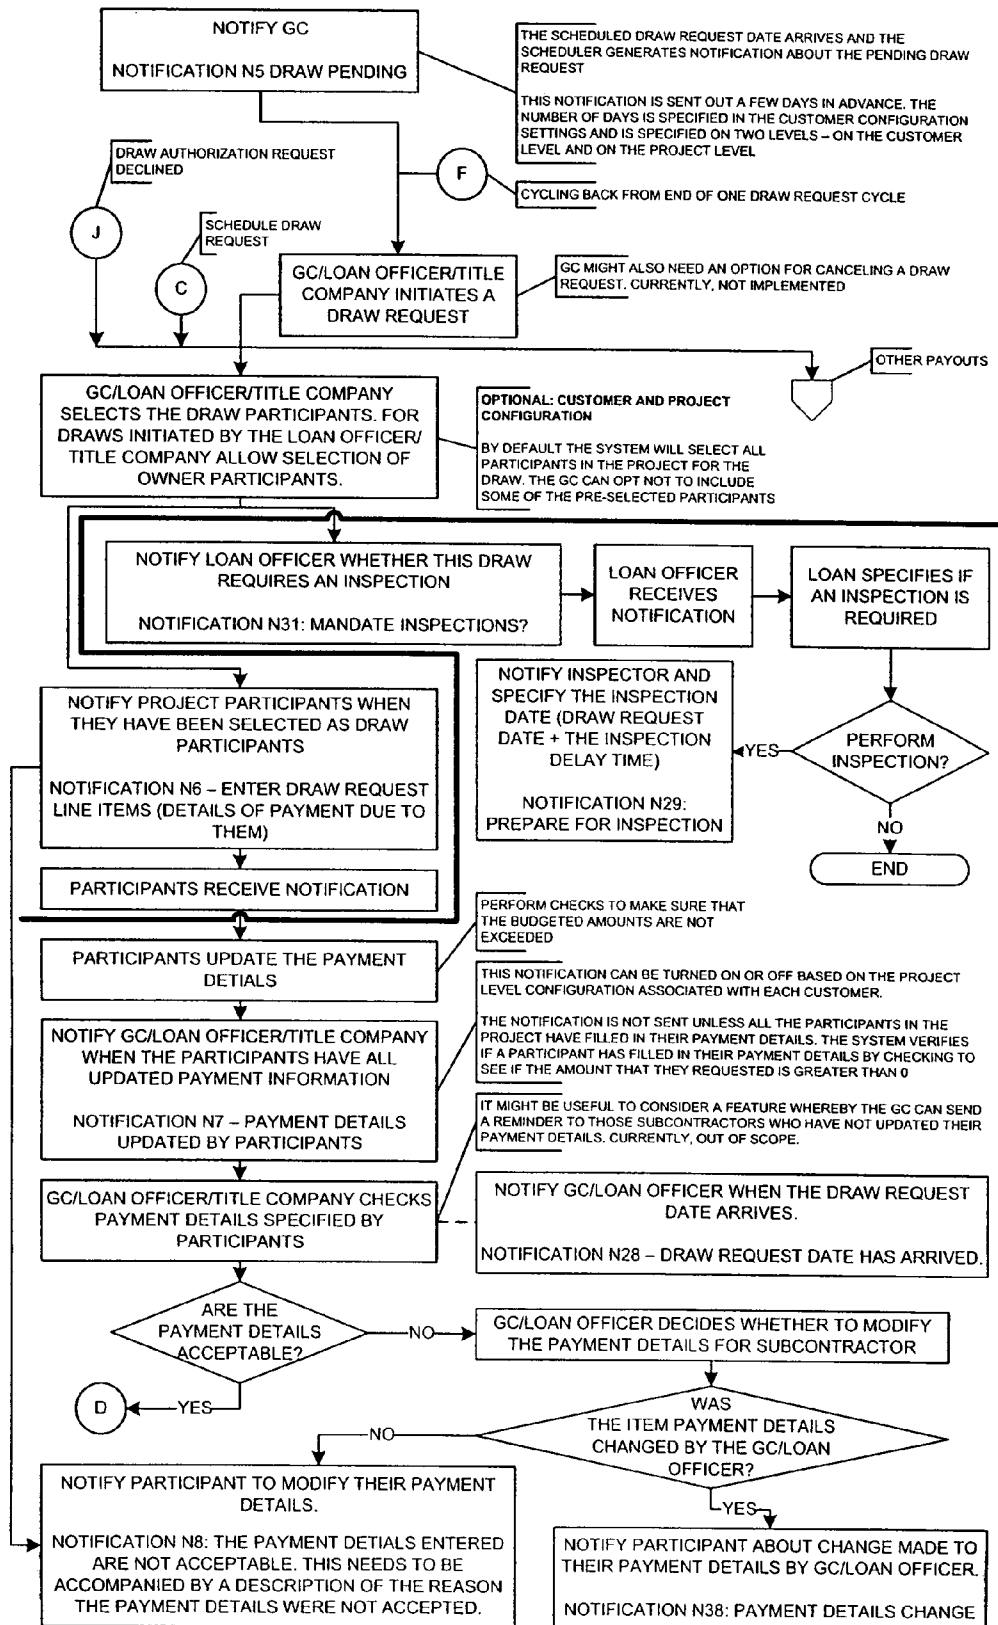 NOTIFY GC
NOTIFICATION N5 DRAW PENDING
THE SCHEDULED DRAW REQUEST DATE ARRIVES AND THE
SCHEDULER GENERATES NOTIFICATION ABOUT THE PENDING DRAW
REQUEST
THIS NOTIFICATION IS SENT OUT A FEW DAYS IN ADVANCE. THE
NUMBER OF DAYS IS SPECIFIED IN THE CUSTOMER CONFIGURATION
SETTINGS AND IS SPECIFIED ON TWO LEVELS – ON THE CUSTOMER
LEVEL AND ON THE PROJECT LEVEL
DRAW AUTHORIZATION REQUEST
DECLINED
F
CYCLING BACK FROM END OF ONE DRAW REQUEST CYCLE
J
SCHEDULE DRAW
REQUEST
C
GC/LOAN OFFICER/TITLE
COMPANY INITIATES A
DRAW REQUEST
GC MIGHT ALSO NEED AN OPTION FOR CANCELING A DRAW
REQUEST. CURRENTLY, NOT IMPLEMENTED
OTHER PAYOUTS
GC/LOAN OFFICER/TITLE COMPANY
SELECTS THE DRAW PARTICIPANTS. FOR
DRAWS INITIATED BY THE LOAN OFFICER/
TITLE COMPANY ALLOW SELECTION OF
OWNER PARTICIPANTS.
OPTIONAL: CUSTOMER AND PROJECT
CONFIGURATION
BY DEFAULT THE SYSTEM WILL SELECT ALL
PARTICIPANTS IN THE PROJECT FOR THE
DRAW. THE GC CAN OPT NOT TO INCLUDE
SOME OF THE PRE-SELECTED PARTICIPANTS
NOTIFY LOAN OFFICER WHETHER THIS DRAW
REQUIRES AN INSPECTION
NOTIFICATION N31: MANDATE INSPECTIONS?
LOAN OFFICER
RECEIVES
NOTIFICATION
LOAN SPECIFIES IF
AN INSPECTION IS
REQUIRED
NOTIFY INSPECTOR AND
SPECIFY THE INSPECTION
DATE (DRAW REQUEST
DATE + THE INSPECTION
DELAY TIME)
NOTIFICATION N29:
PREPARE FOR INSPECTION
YES
PERFORM
INSPECTION?
NO
END
NOTIFY PROJECT PARTICIPANTS WHEN
THEY HAVE BEEN SELECTED AS DRAW
PARTICIPANTS
NOTIFICATION N6 – ENTER DRAW REQUEST
LINE ITEMS (DETAILS OF PAYMENT DUE TO
THEM)
PARTICIPANTS RECEIVE NOTIFICATION
PERFORM CHECKS TO MAKE SURE THAT
THE BUDGETED AMOUNTS ARE NOT
EXCEEDED
PARTICIPANTS UPDATE THE PAYMENT
DETIALS
THIS NOTIFICATION CAN BE TURNED ON OR OFF BASED ON THE PROJECT
LEVEL CONFIGURATION ASSOCIATED WITH EACH CUSTOMER.
THE NOTIFICATION IS NOT SENT UNLESS ALL THE PARTICIPANTS IN THE
PROJECT HAVE FILLED IN THEIR PAYMENT DETAILS. THE SYSTEM VERIFIES
IF A PARTICIPANT HAS FILLED IN THEIR PAYMENT DETAILS BY CHECKING TO
SEE IF THE AMOUNT THAT THEY REQUESTED IS GREATER THAN 0
NOTIFY GC/LOAN OFFICER/TITLE COMPANY
WHEN THE PARTICIPANTS HAVE ALL
UPDATED PAYMENT INFORMATION
NOTIFICATION N7 – PAYMENT DETAILS
UPDATED BY PARTICIPANTS
IT MIGHT BE USEFUL TO CONSIDER A FEATURE WHEREBY THE GC CAN SEND
A REMINDER TO THOSE SUBCONTRACTORS WHO HAVE NOT UPDATED THEIR
PAYMENT DETAILS. CURRENTLY, OUT OF SCOPE.
GC/LOAN OFFICER/TITLE COMPANY CHECKS
PAYMENT DETAILS SPECIFIED BY
PARTICIPANTS
NOTIFY GC/LOAN OFFICER WHEN THE DRAW REQUEST
DATE ARRIVES.
NOTIFICATION N28 – DRAW REQUEST DATE HAS ARRIVED.
ARE THE
PAYMENT DETAILS
ACCEPTABLE?
NO
GC/LOAN OFFICER DECIDES WHETHER TO MODIFY
THE PAYMENT DETAILS FOR SUBCONTRACTOR
D
YES
WAS
THE ITEM PAYMENT DETAILS
CHANGED BY THE GC/LOAN
OFFICER?
NO
YES
NOTIFY PARTICIPANT TO MODIFY THEIR PAYMENT
DETAILS.
NOTIFICATION N8: THE PAYMENT DETIALS ENTERED
ARE NOT ACCEPTABLE. THIS NEEDS TO BE
ACCOMPANIED BY A DESCRIPTION OF THE REASON
THE PAYMENT DETAILS WERE NOT ACCEPTED.
NOTIFY PARTICIPANT ABOUT CHANGE MADE TO
THEIR PAYMENT DETAILS BY GC/LOAN OFFICER.
NOTIFICATION N38: PAYMENT DETAILS CHANGE